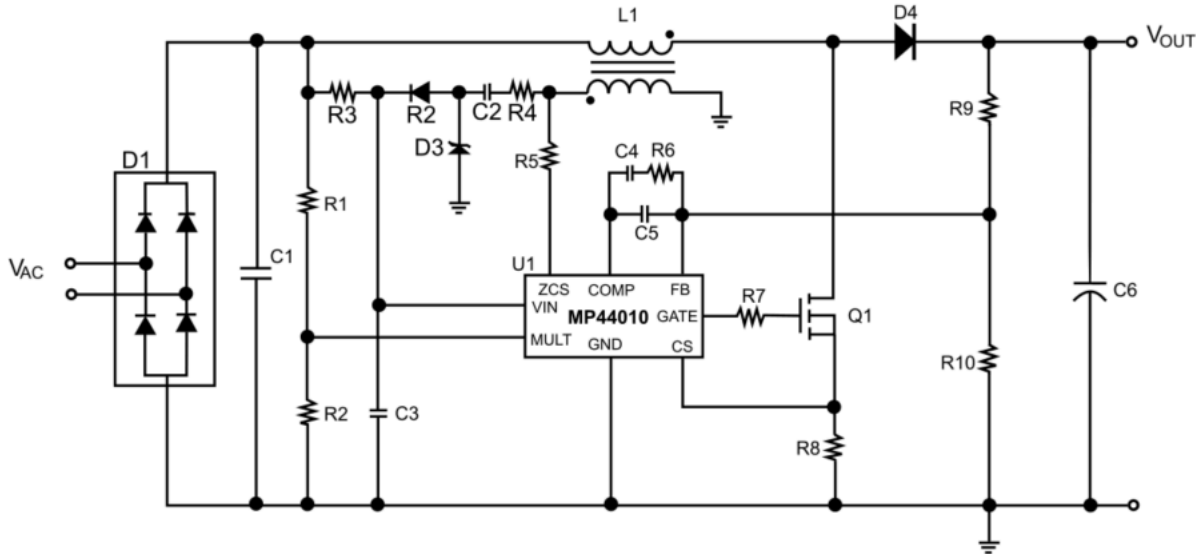 L1
D4
VOUT
R3
R2
C2
R4
D3
R5
C4
R6
C5
R9
D1
R1
C1
VAC
U1
ZCS
COMP
FB
VIN
MP44010
GATE
MULT
GND
CS
R7
Q1
C6
R10
R2
C3
R8